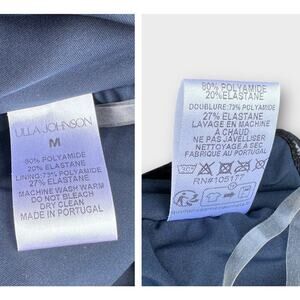 ULLA JOHNSON
M
80% POLYAMIDE
20% ELASTANE
LINING:73% POLYAMIDE
27% ELASTANE
MACHINE WASH WARM
DO NOT BLEACH
DRY CLEAN
MADE IN PORTUGAL
80% POLYAMIDE
20% ELASTANE
DOUBLURE:73% POLYAMIDE
27% ELASTANE
LAVAGE EN MACHINE
À CHAUD
NE PAS JAVELLISER
NETTOYAGE A SEC
FABRIQUE AU PORTUGAL
RN#105177